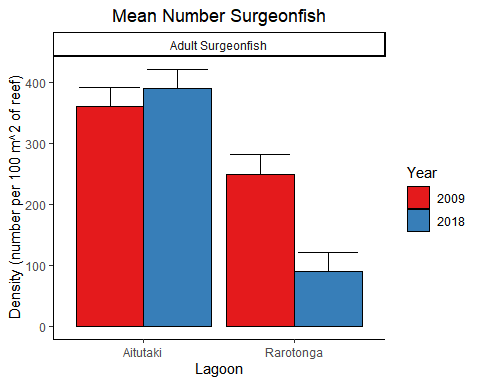 Mean Number Surgeonfish
Adult Surgeonfish
Density (number per 100 m^2 of reef)
400
300
200
100
0
Aitutaki
Rarotonga
Lagoon
Year
2009
2018